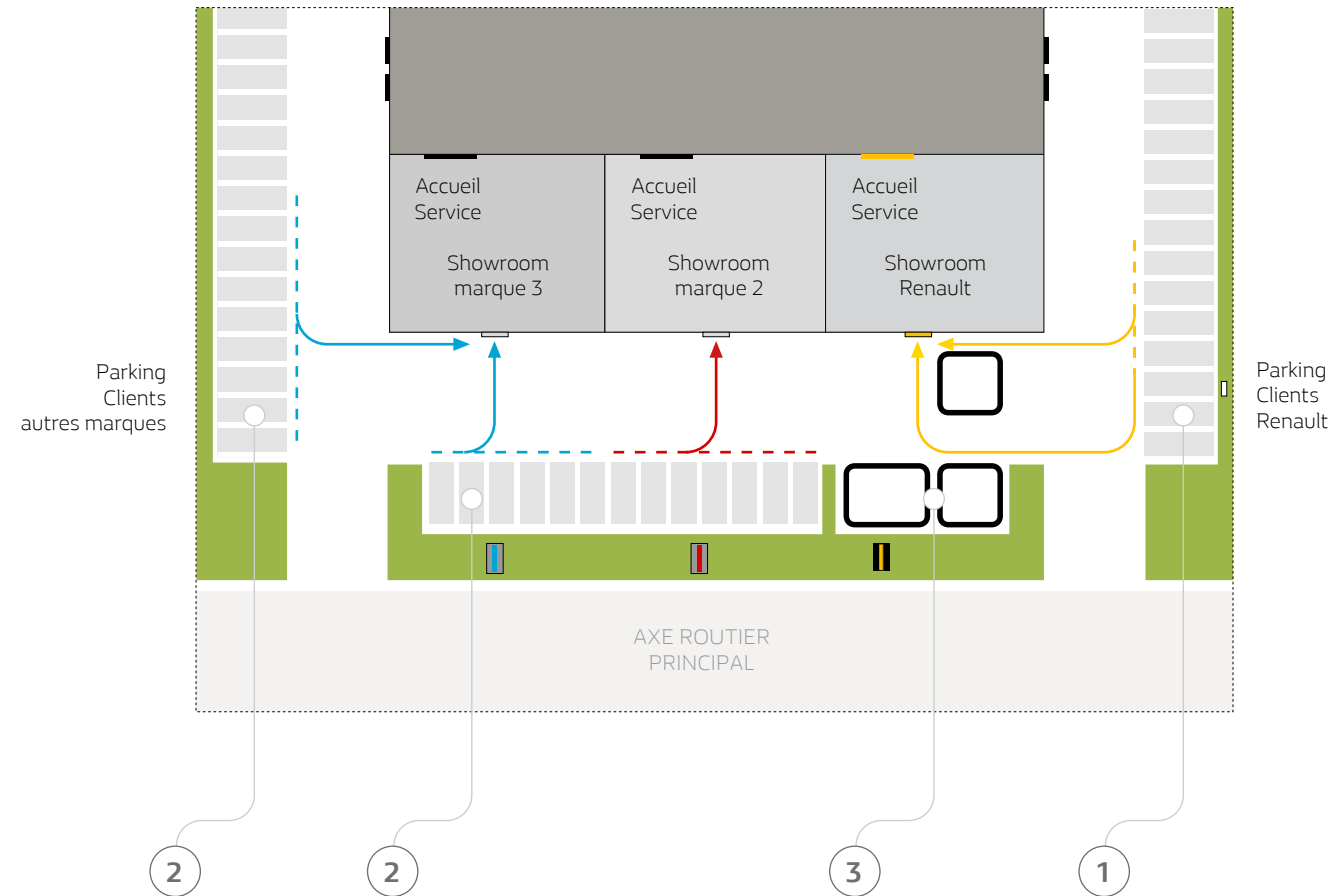 Accueil
Service
Accueil
Service
Accueil
Service
Showroom
marque 3
Showroom
marque 2
Showroom
Renault
Parking
Clients
autres marques
Parking
Clients
Renault
AXE ROUTIER
PRINCIPAL
2
2
3
1